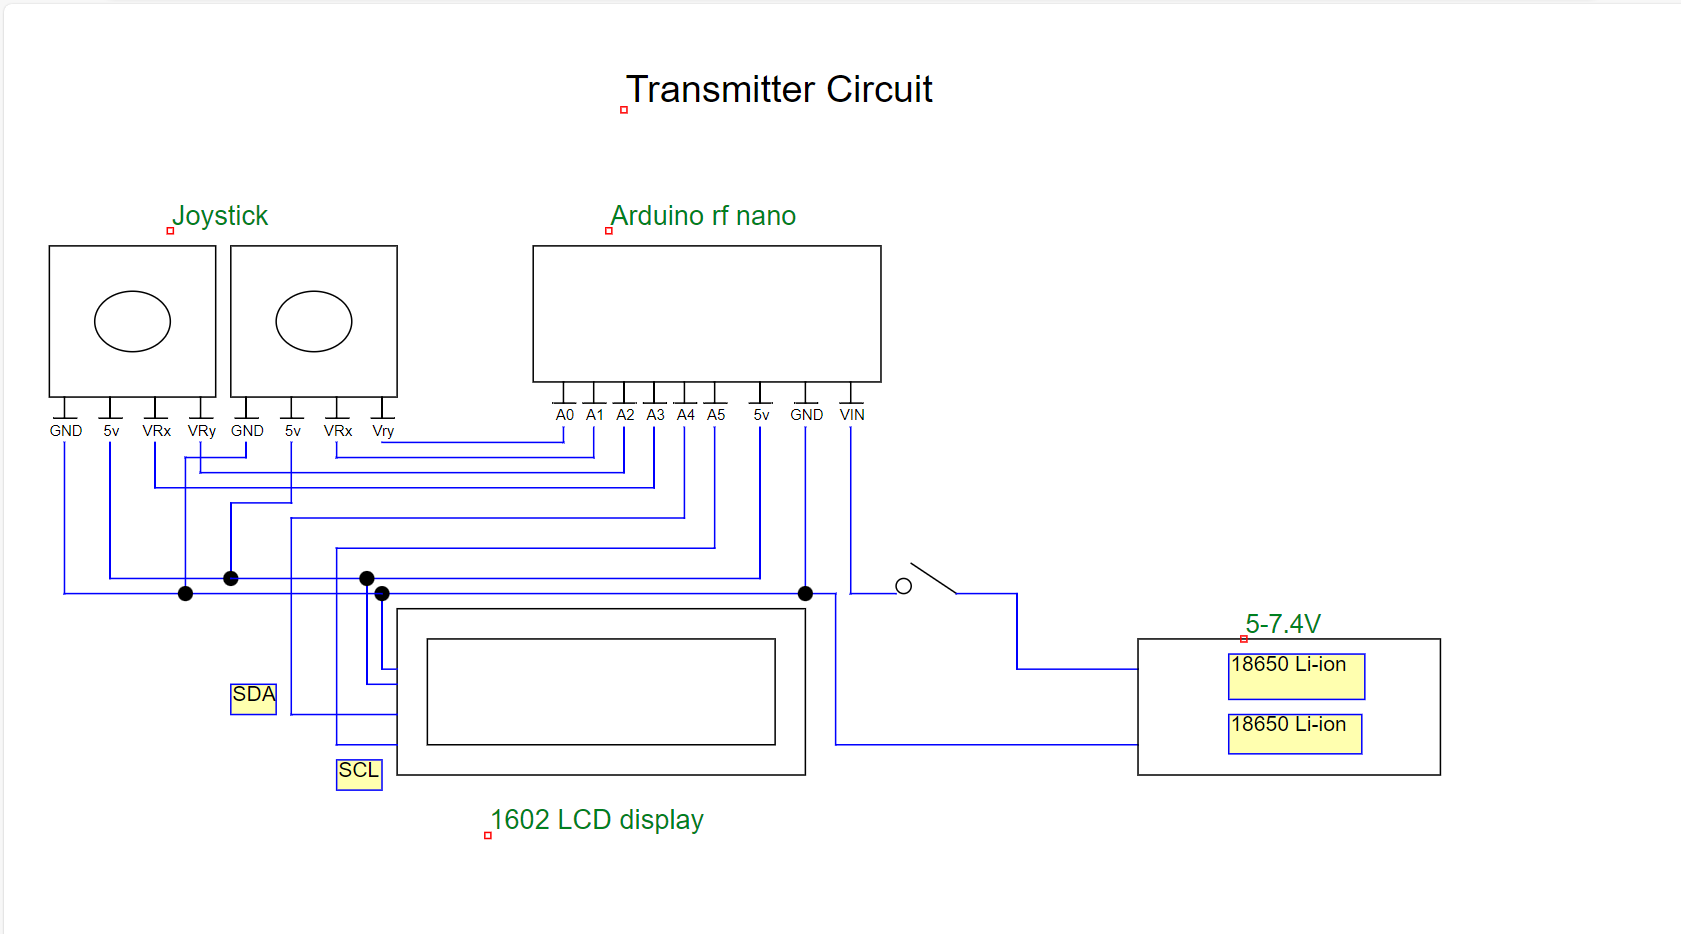 Transmitter Circuit
Joystick
Arduino rf nano
GND 5v VRx VRy GND 5v VRx Vry
A0 A1 A2 A3 A4 A5 5v GND VIN
5-7.4V
18650 Li-ion
18650 Li-ion
SDA
SCL
1602 LCD display